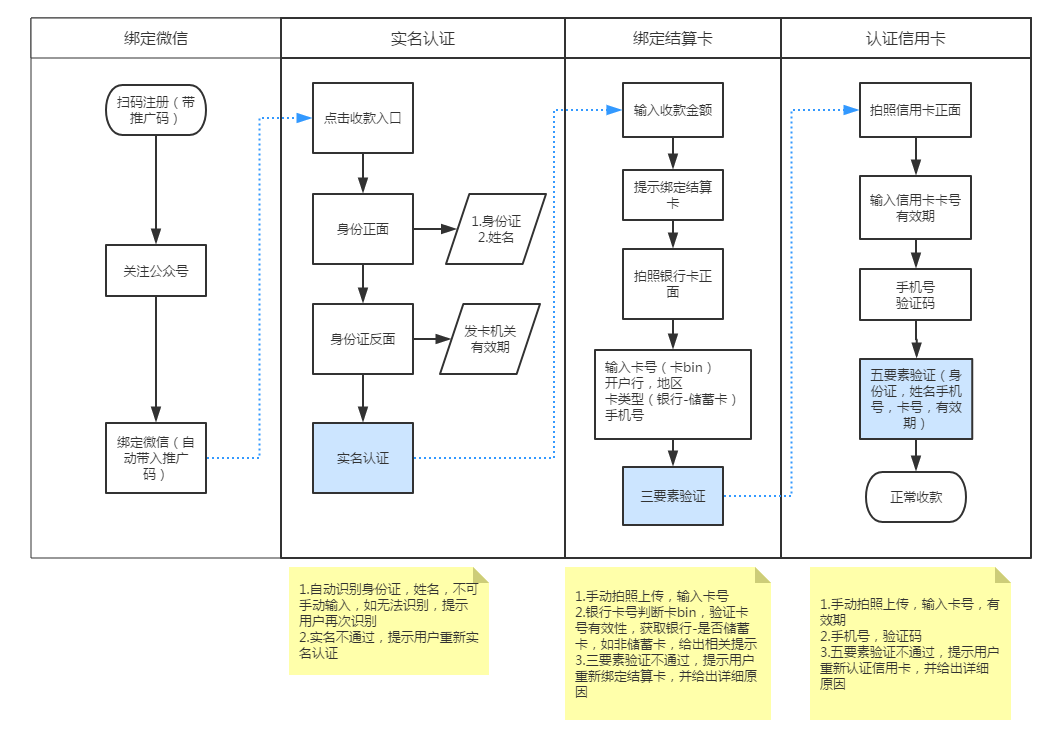 绑定微信
实名认证
绑定结算卡
认证信用卡
扫码注册（带
推广码）
关注公众号
绑定微信（自
动带入推广
码）
点击收款入口
身份正面
1.身份证
2.姓名
身份证反面
发卡机关
有效期
实名认证
输入收款金额
提示绑定结算
卡
拍照银行卡正
面
输入卡号（卡bin）
开户行，地区
卡类型（银行-储蓄卡）
手机号
三要素验证
拍照信用卡正面
输入信用卡卡号
有效期
手机号
验证码
五要素验证（身
份证，姓名手机
号，卡号，有效
期）
正常收款
1.自动识别身份证，姓名，不可
手动输入，如无法识别，提示
用户再次识别
2.实名不通过，提示用户重新实
名认证
1.手动拍照上传，输入卡号
2.银行卡号判断卡bin，验证卡
号有效性，获取银行-是否储蓄
卡，如非储蓄卡，给出相关提示
3.三要素验证不通过，提示用户
重新绑定结算卡，并给出详细原
因
1.手动拍照上传，输入卡号，有
效期
2.手机号，验证码
3.五要素验证不通过，提示用户
重新认证信用卡，并给出详细
原因